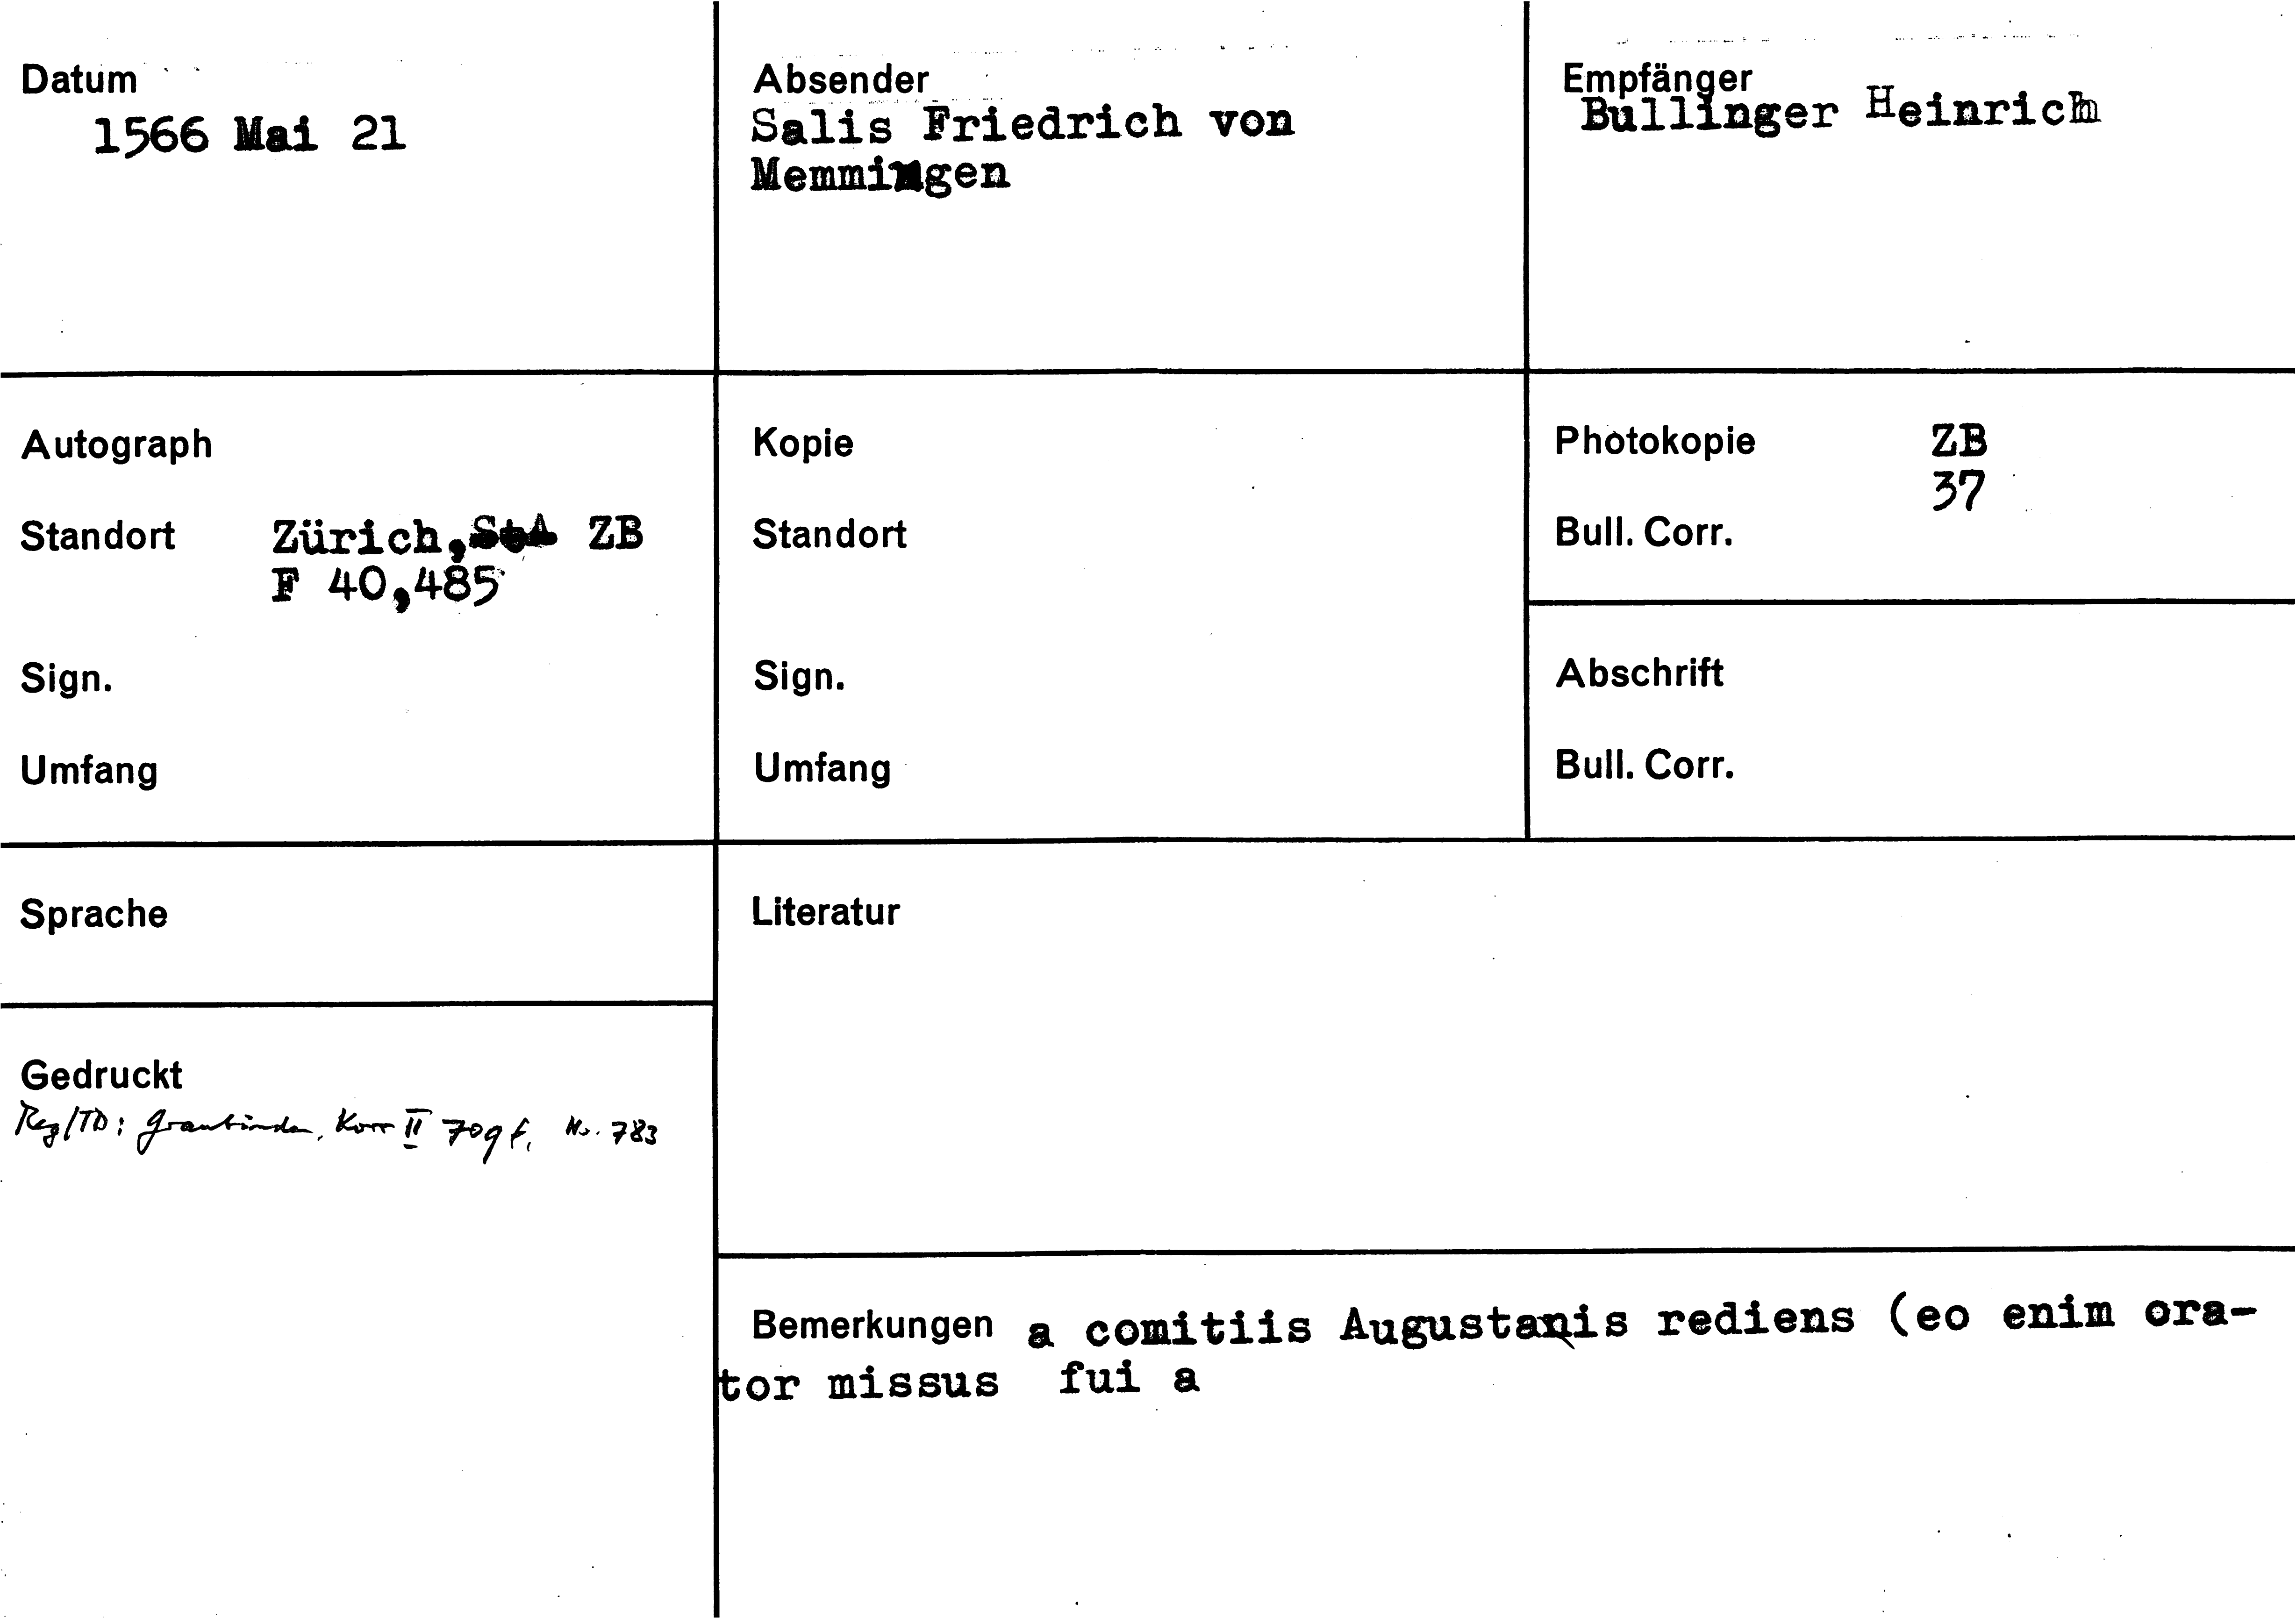 Datum
1566 Mai 21
Absender
Salis Friedrich von
Memmingen
Empfänger
Bullinger Heinrich
Autograph
Standort Zürich, StA ZB
F 40,485
Sign.
Umfang
Kopie
Standort
Sign.
Umfang
Photokopie ZB
37
Bull. Corr.
Abschrift
Bull. Corr.
Sprache
Gedruckt
Reg/TD: Graubünden, Korr II 709 f, No. 783
Literatur
Bemerkungen a comitiis Augustanis rediens (eo enim ora-
tor missus fui a